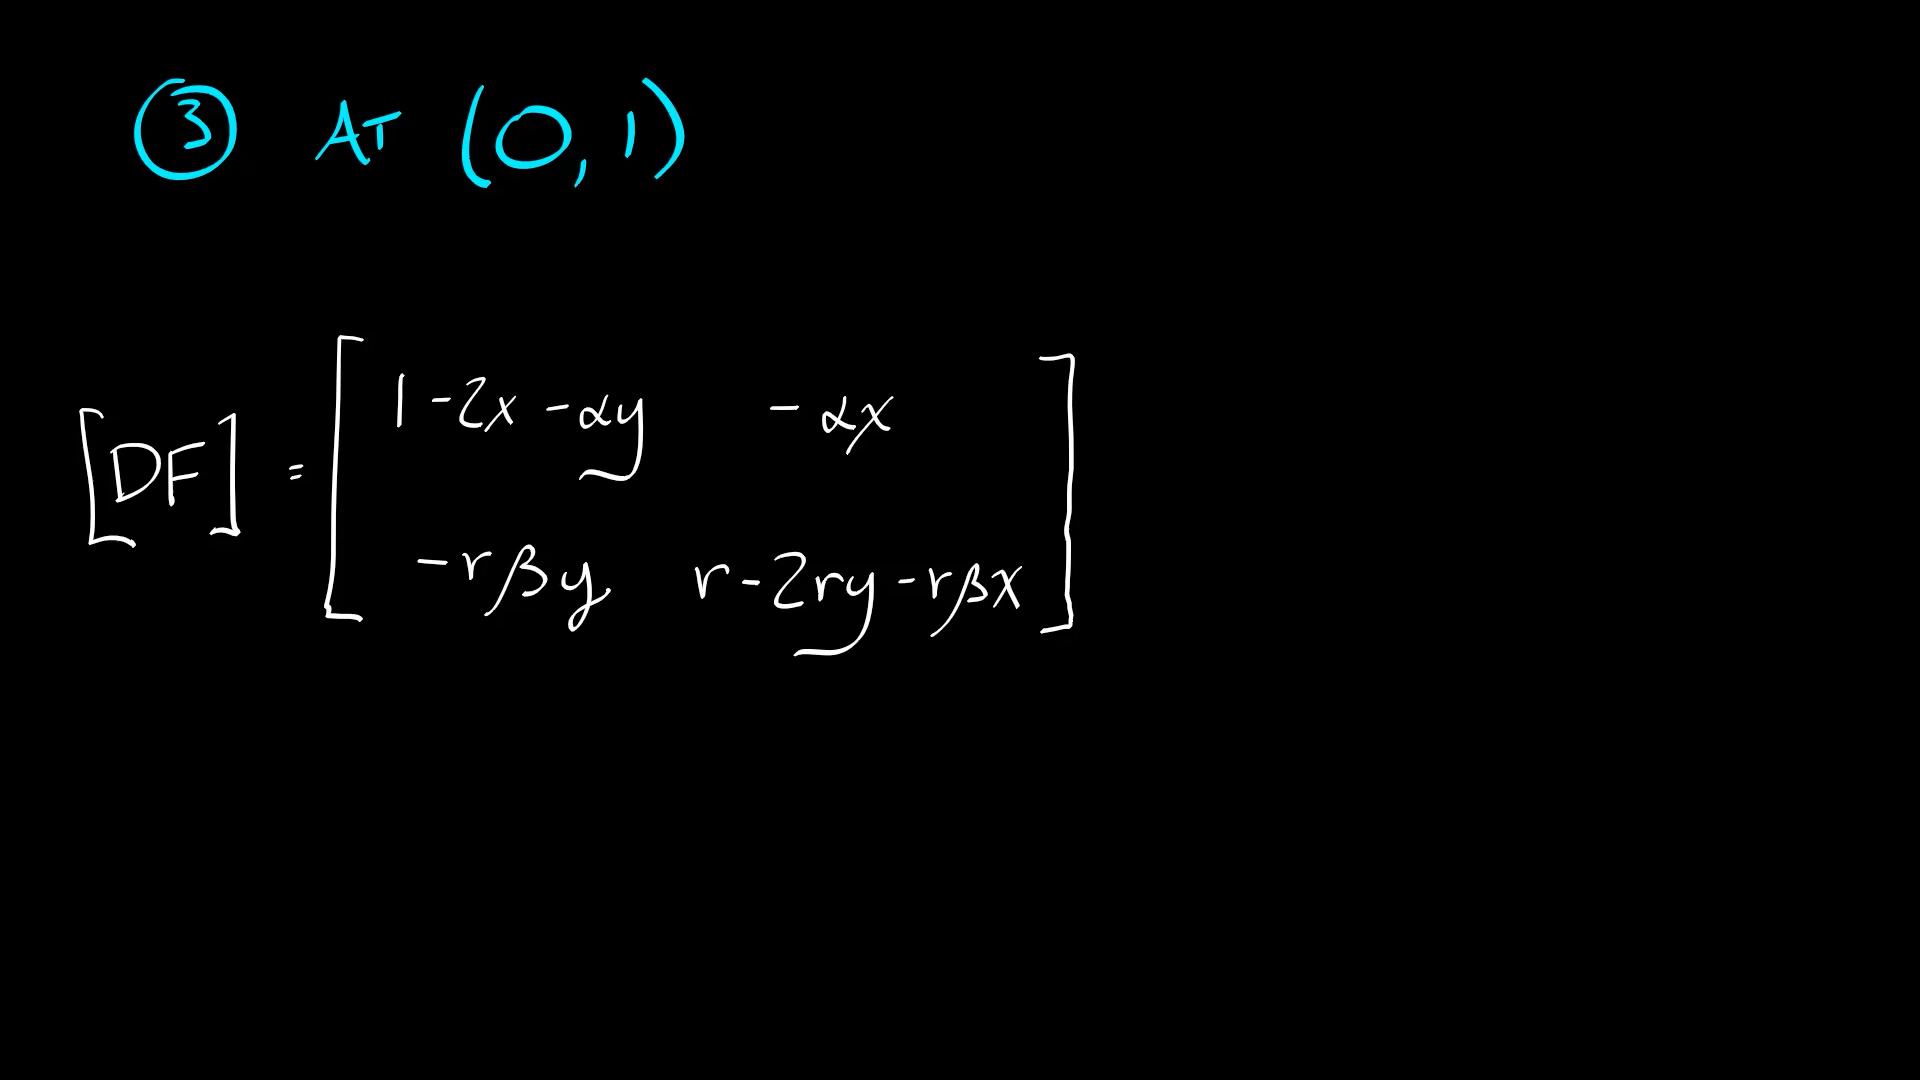 ③ AT (0,1)
1-2x-αy -αx
[DF] =
-rβy r-2ry-rβx